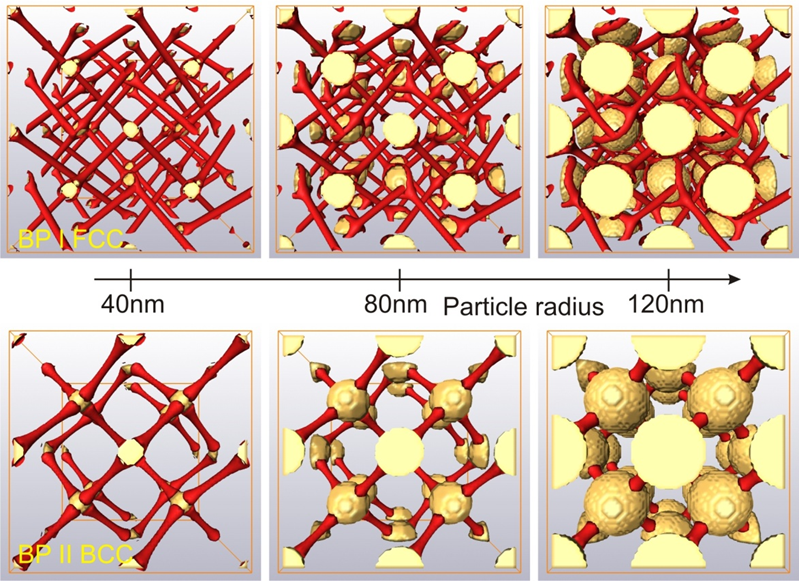 BP I FCC
40nm
80nm
Particle radius
120nm
BP II BCC